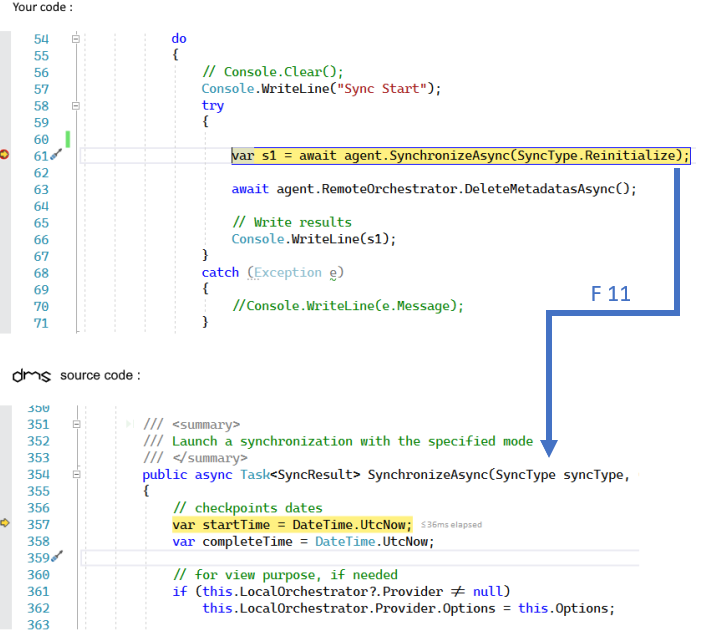 Your code :
54 do
55 {
56 // Console.Clear();
57 Console.WriteLine("Sync Start");
58 try
59 {
60
61 var s1 = await agent.SynchronizeAsync(SyncType.Reinitialize);
62
63 await agent.RemoteOrchestrator.DeleteMetadatasAsync();
64
65 // Write results
66 Console.WriteLine(s1);
67 }
68 catch (Exception e)
69 {
70 //Console.WriteLine(e.Message);
71 }
F 11
dms source code :
350
351 /// <summary>
352 /// Launch a synchronization with the specified mode
353 /// </summary>
354 public async Task<SyncResult> SynchronizeAsync(SyncType syncType,
355 {
356 // checkpoints dates
357 var startTime = DateTime.UtcNow; ≤36ms elapsed
358 var completeTime = DateTime.UtcNow;
359
360 // for view purpose, if needed
361 if (this.LocalOrchestrator?.Provider ≠ null)
362 this.LocalOrchestrator.Provider.Options = this.Options;
363